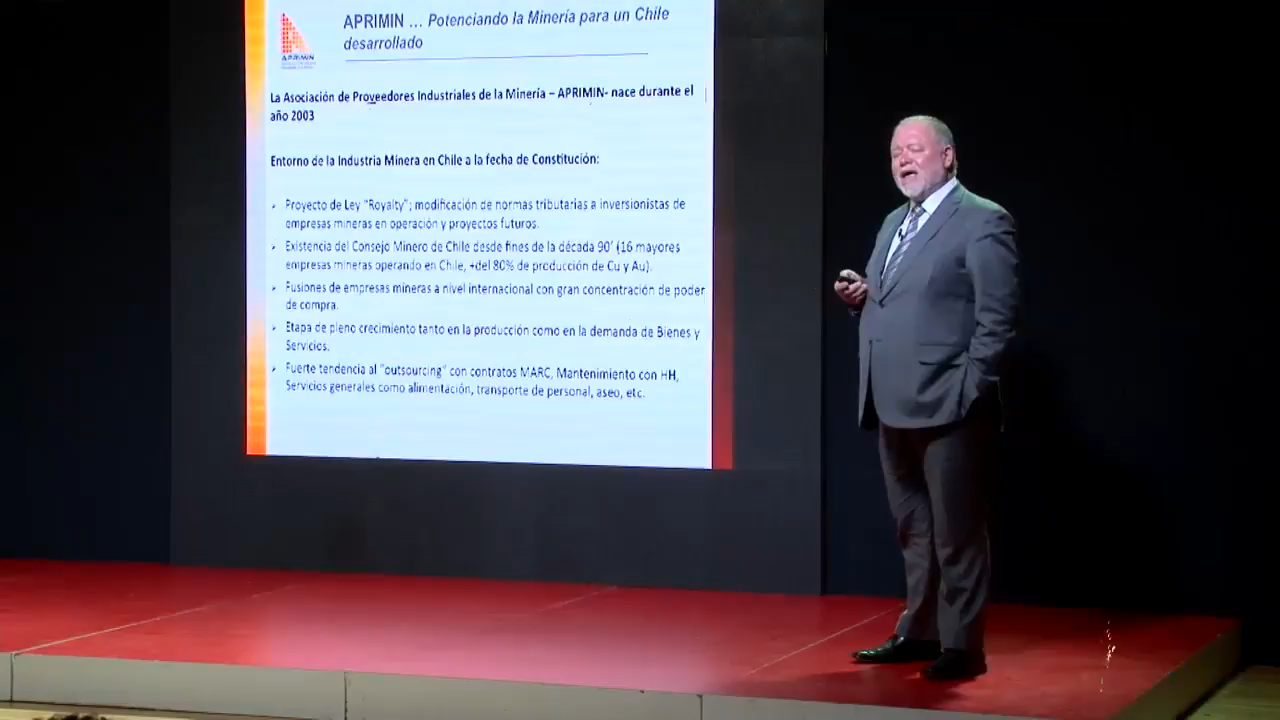 APRIMIN
APRIMIN ... Potenciando la Minería para un Chile
desarrollado
La Asociación de Proveedores Industriales de la Minería – APRIMIN- nace durante el
año 2003
Entorno de la Industria Minera en Chile a la fecha de Constitución:
Proyecto de Ley "Royalty"; modificación de normas tributarias a inversionistas de
empresas mineras en operación y proyectos futuros.
Existencia del Consejo Minero de Chile desde fines de la década 90' (16 mayores
empresas mineras operando en Chile, +del 80% de producción de Cu y Au).
Fusiones de empresas mineras a nivel internacional con gran concentración de poder
de compra.
Etapa de pleno crecimiento tanto en la producción como en la demanda de Bienes y
Servicios.
Fuerte tendencia al "outsourcing" con contratos MARC, Mantenimiento con HH,
Servicios generales como alimentación, transporte de personal, aseo, etc.